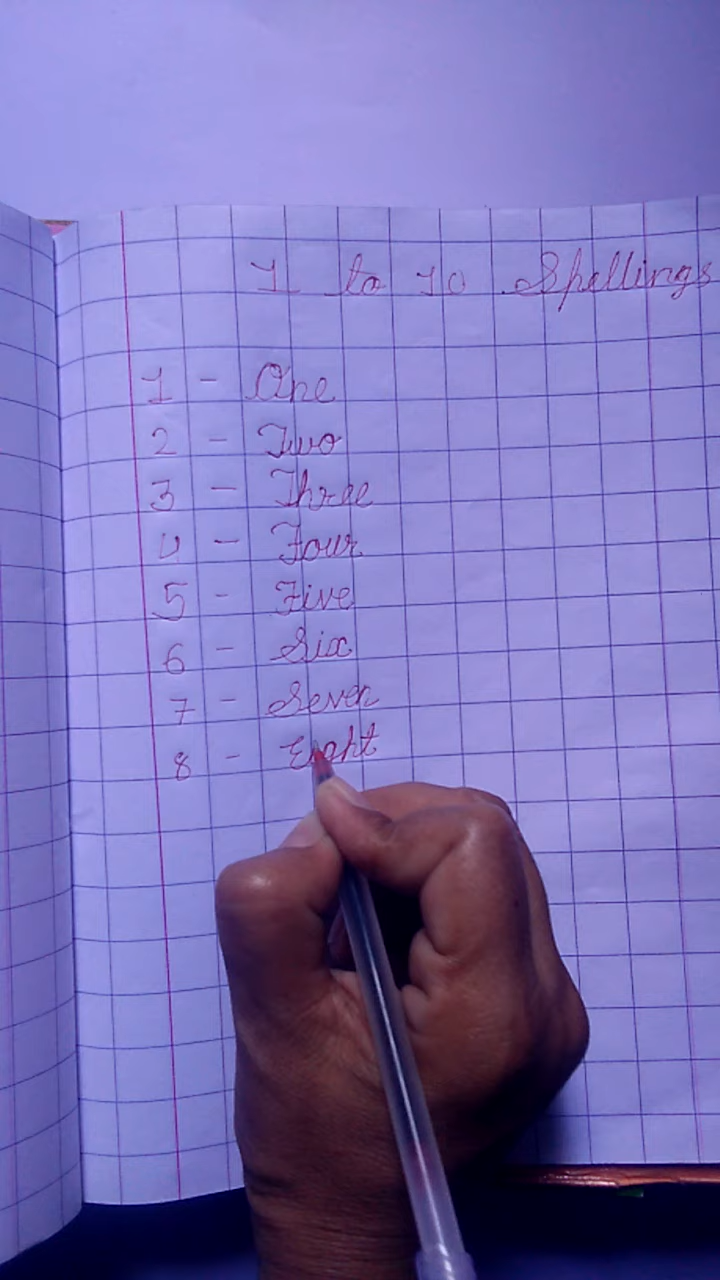 1 to 10 Spellings
1 - One
2 - Two
3 - Three
4 - Four
5 - Five
6 - Six
7 - Seven
8 - Eight